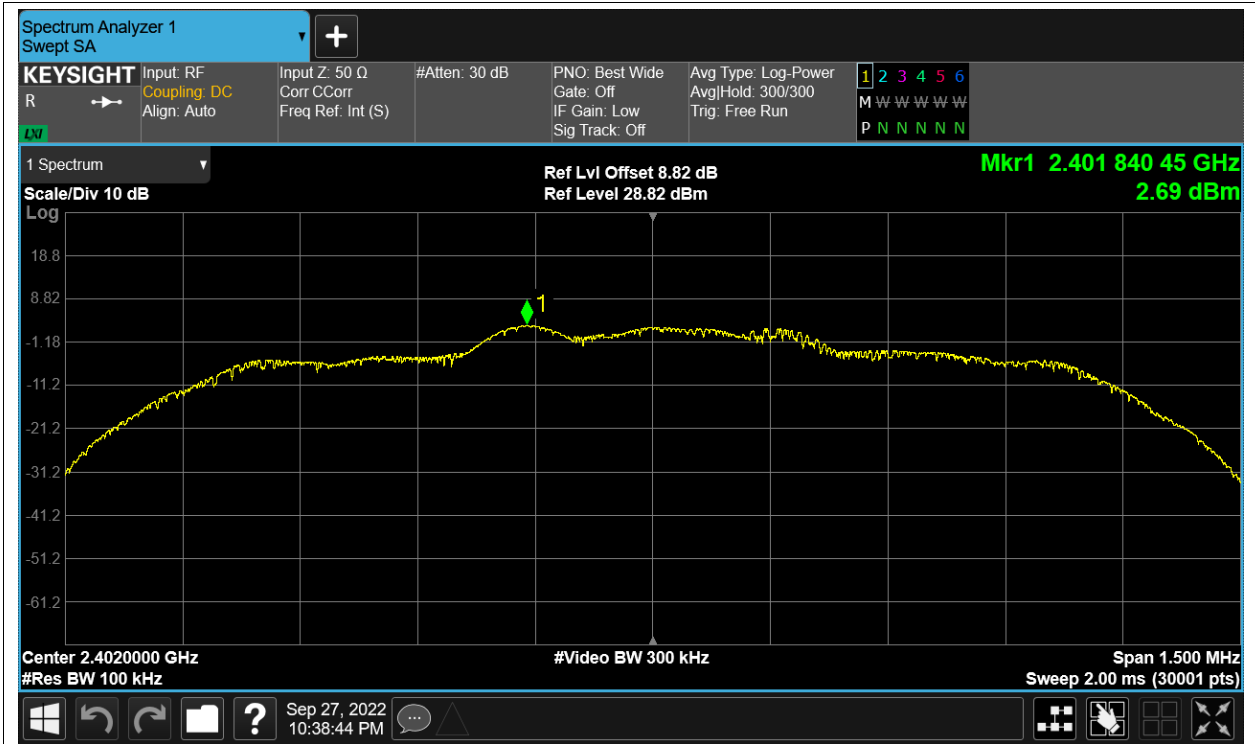 Spectrum Analyzer 1
Swept SA
+
KEYSIGHT
R
LXI
Input: RF
Coupling: DC
Align: Auto
Input Z: 50 Ω
Corr CCorr
Freq Ref: Int (S)
#Atten: 30 dB
PNO: Best Wide
Gate: Off
IF Gain: Low
Sig Track: Off
Avg Type: Log-Power
Avg|Hold: 300/300
Trig: Free Run
1 2 3 4 5 6
M W W W W W
P N N N N N
1 Spectrum
Scale/Div 10 dB
Log
Ref Lvl Offset 8.82 dB
Ref Level 28.82 dBm
Mkr1 2.401 840 45 GHz
2.69 dBm
18.8
8.82
1
-1.18
-11.2
-21.2
-31.2
-41.2
-51.2
-61.2
Center 2.4020000 GHz
#Video BW 300 kHz
Span 1.500 MHz
#Res BW 100 kHz
Sweep 2.00 ms (30001 pts)
?
Sep 27, 2022
10:38:44 PM